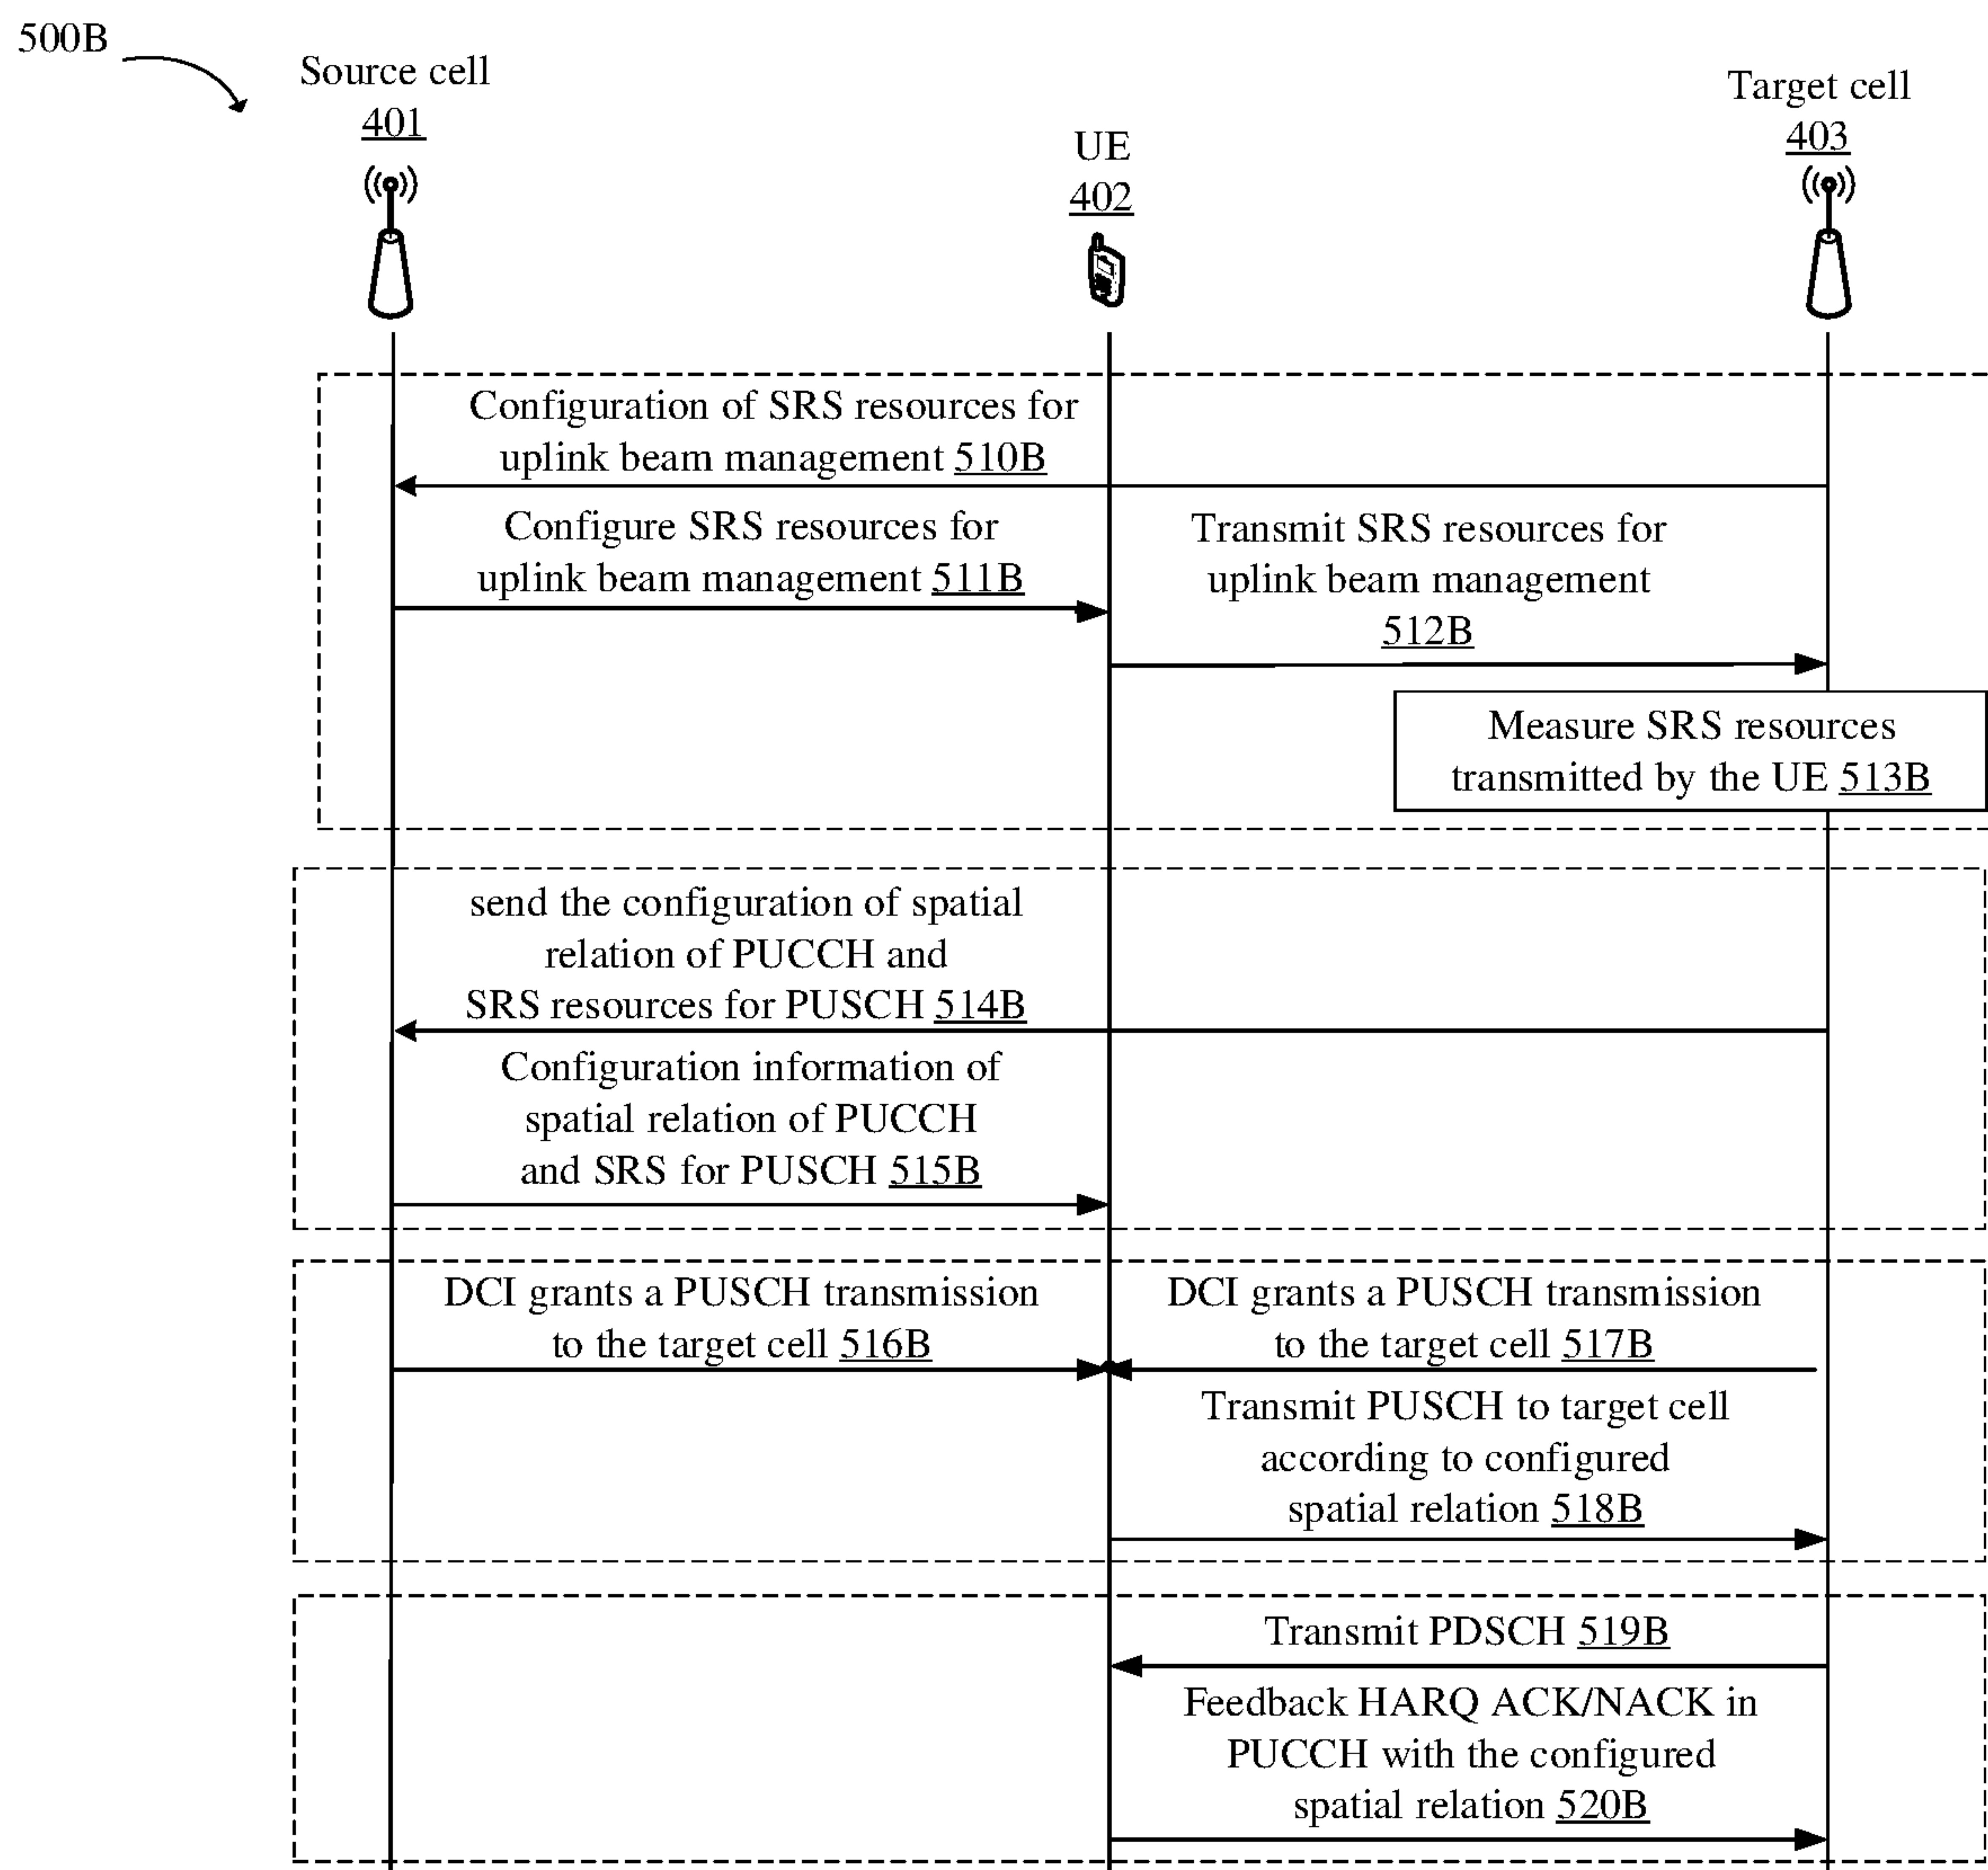 500B
Source cell
401
UE
402
Target cell
403
Configuration of SRS resources for
uplink beam management 510B
Configure SRS resources for
uplink beam management 511B
Transmit SRS resources for
uplink beam management
512B
Measure SRS resources
transmitted by the UE 513B
send the configuration of spatial
relation of PUCCH and
SRS resources for PUSCH 514B
Configuration information of
spatial relation of PUCCH
and SRS for PUSCH 515B
DCI grants a PUSCH transmission
to the target cell 516B
DCI grants a PUSCH transmission
to the target cell 517B
Transmit PUSCH to target cell
according to configured
spatial relation 518B
Transmit PDSCH 519B
Feedback HARQ ACK/NACK in
PUCCH with the configured
spatial relation 520B